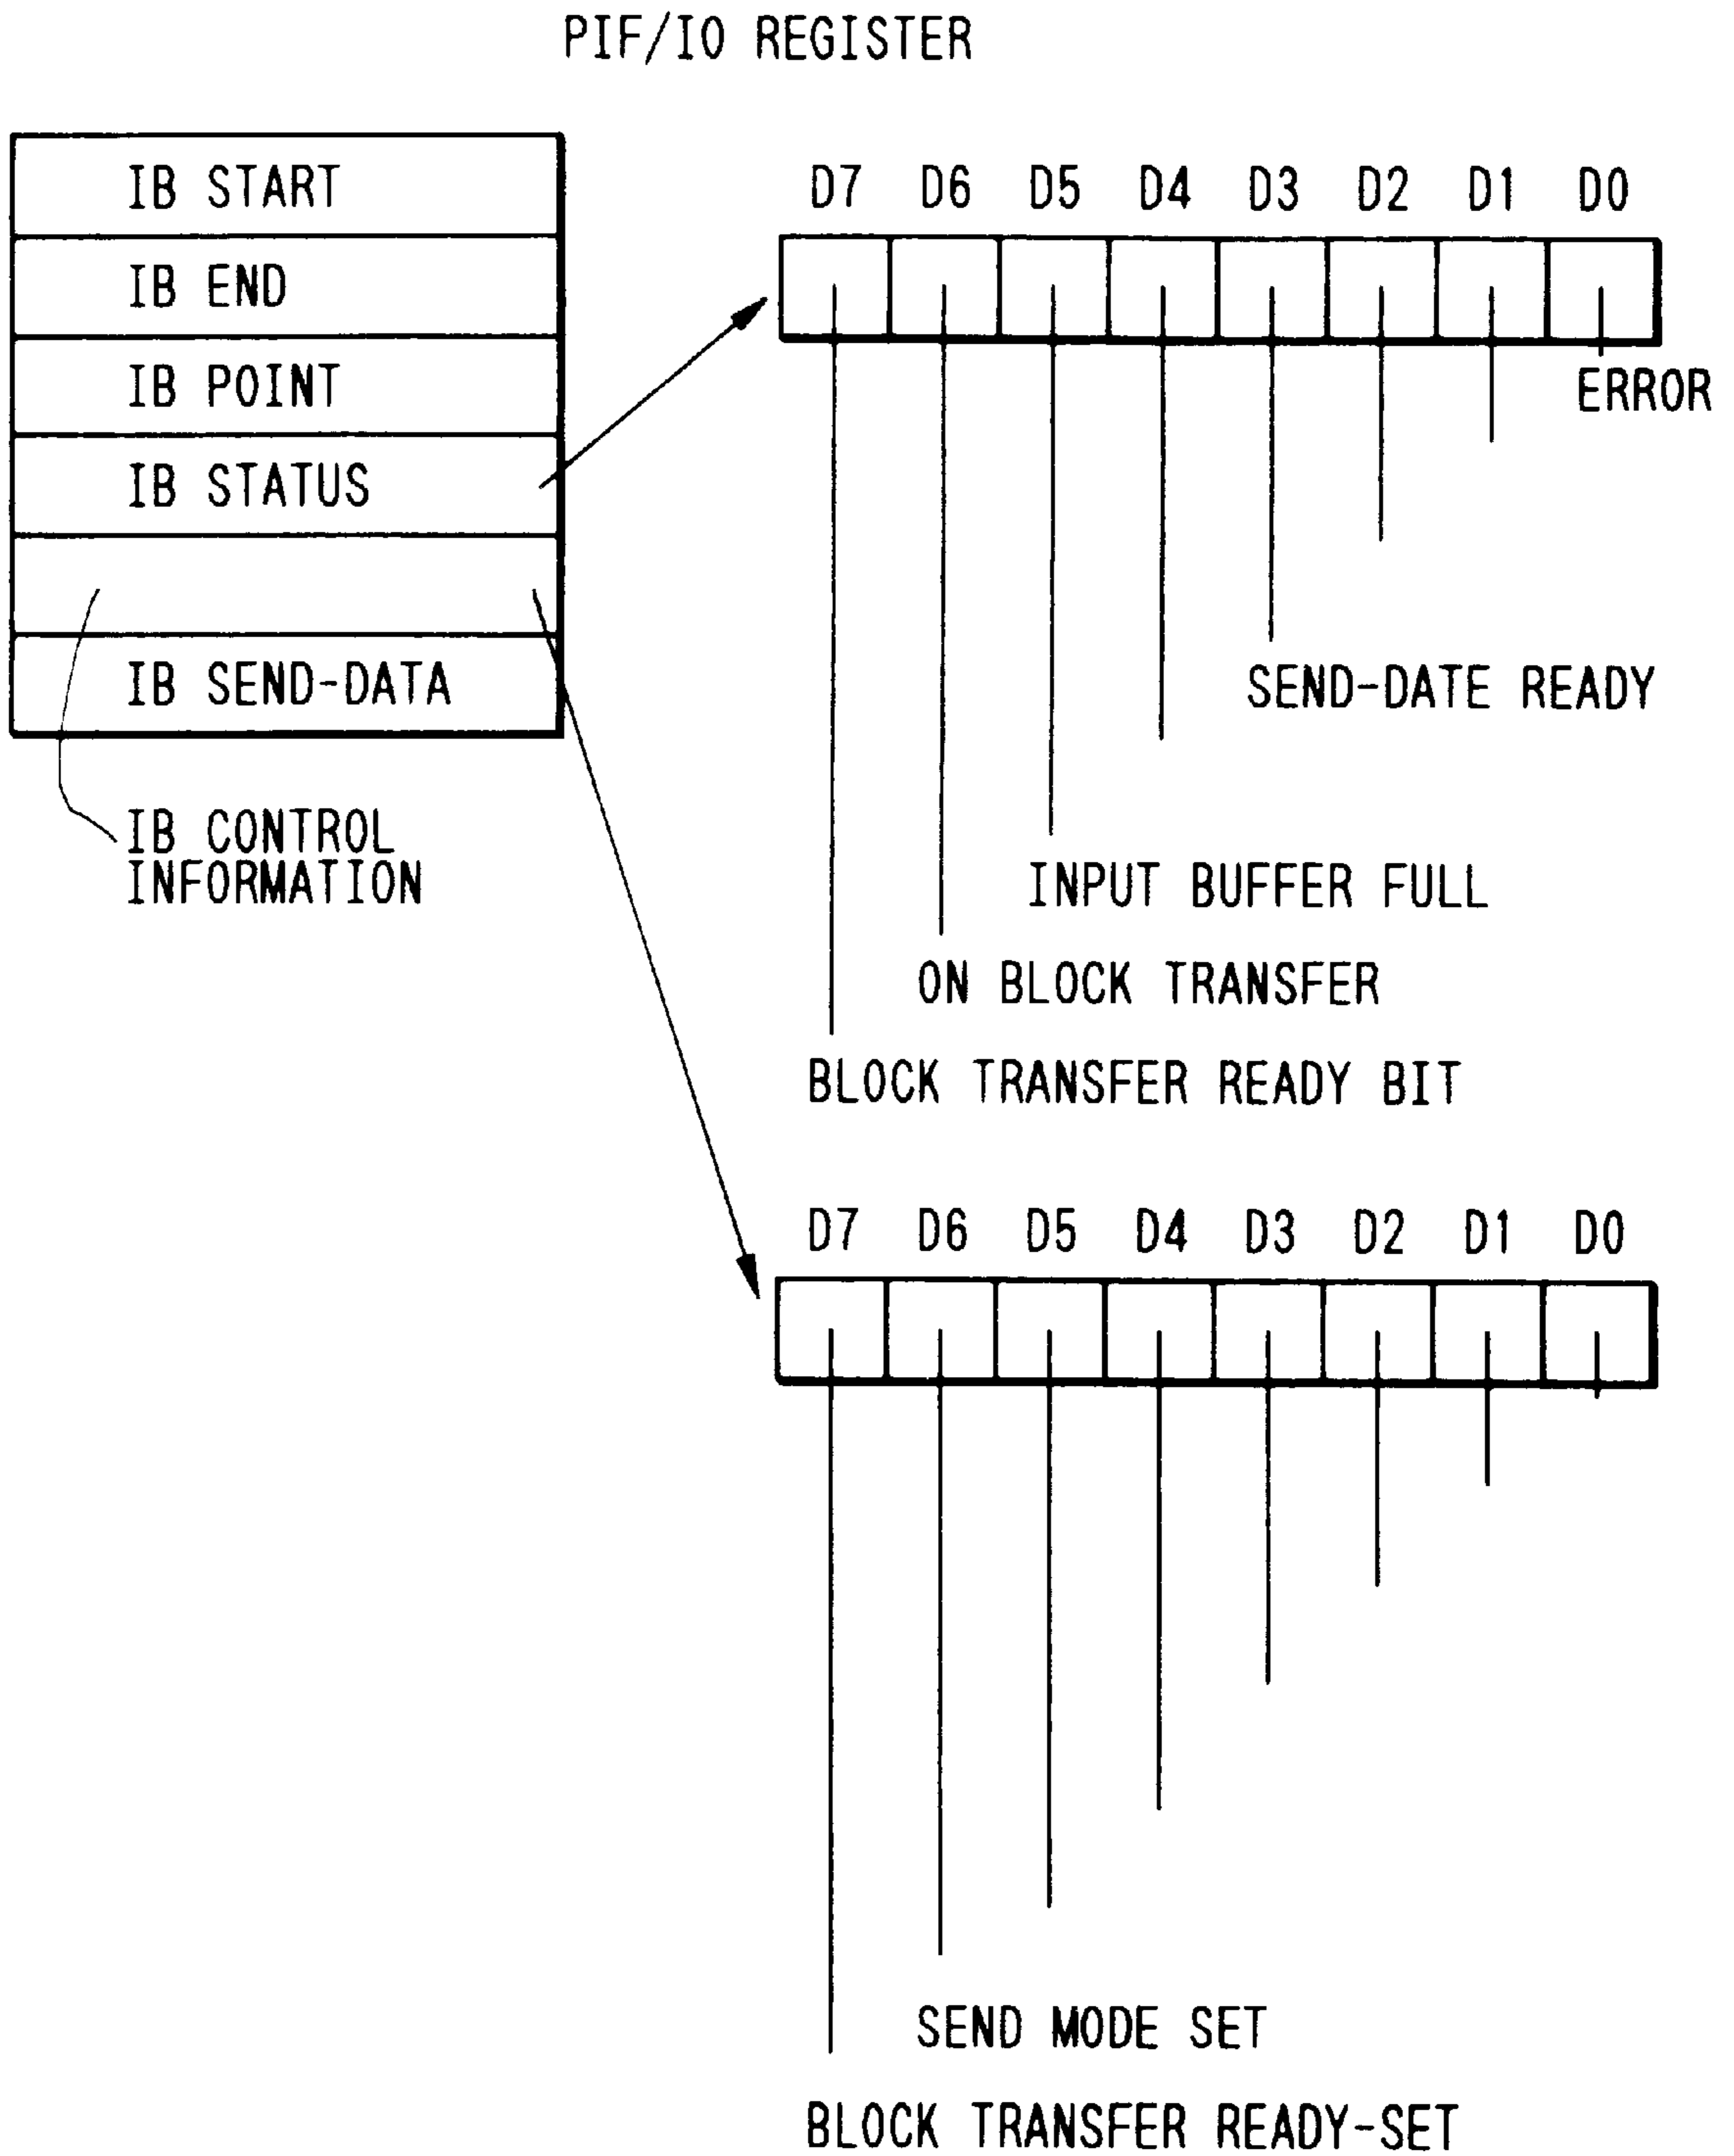 PIF/IO REGISTER
IB START
IB END
IB POINT
IB STATUS
IB SEND-DATA
IB CONTROL
INFORMATION
D7 D6 D5 D4 D3 D2 D1 D0
ERROR
SEND-DATE READY
INPUT BUFFER FULL
ON BLOCK TRANSFER
BLOCK TRANSFER READY BIT
D7 D6 D5 D4 D3 D2 D1 D0
SEND MODE SET
BLOCK TRANSFER READY-SET